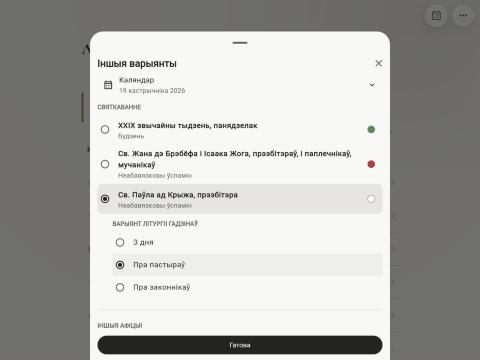 Іншыя варыянты
Каляндар
19 кастрычніка 2026
СВЯТКАВАННЕ
XXIX звычайны тыдзень, панядзелак
Будзень
Св. Жана дэ Брэбёфа і Ісаака Жога, прэзбітэраў, і паплечнікаў,
мучанікаў
Неабавязковы ўспамін
Св. Паўла ад Крыжа, прэзбітэра
Неабавязковы ўспамін
ВАРЫЯНТ ЛІТУРГІІ ГАДЗІНАЎ
З дня
Пра пастыраў
Пра законнікаў
ІНШЫЯ АФІЦЫІ
Гатова